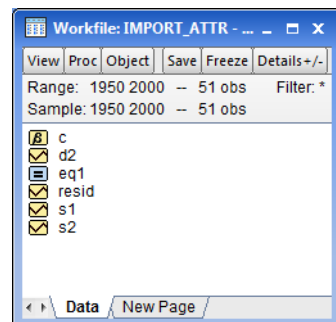 Workfile: IMPORT_ATTR - ...
View Proc Object Save Freeze Details+/-
Range: 1950 2000 -- 51 obs Filter: *
Sample: 1950 2000 -- 51 obs
β c
d2
eq1
resid
s1
s2
Data New Page